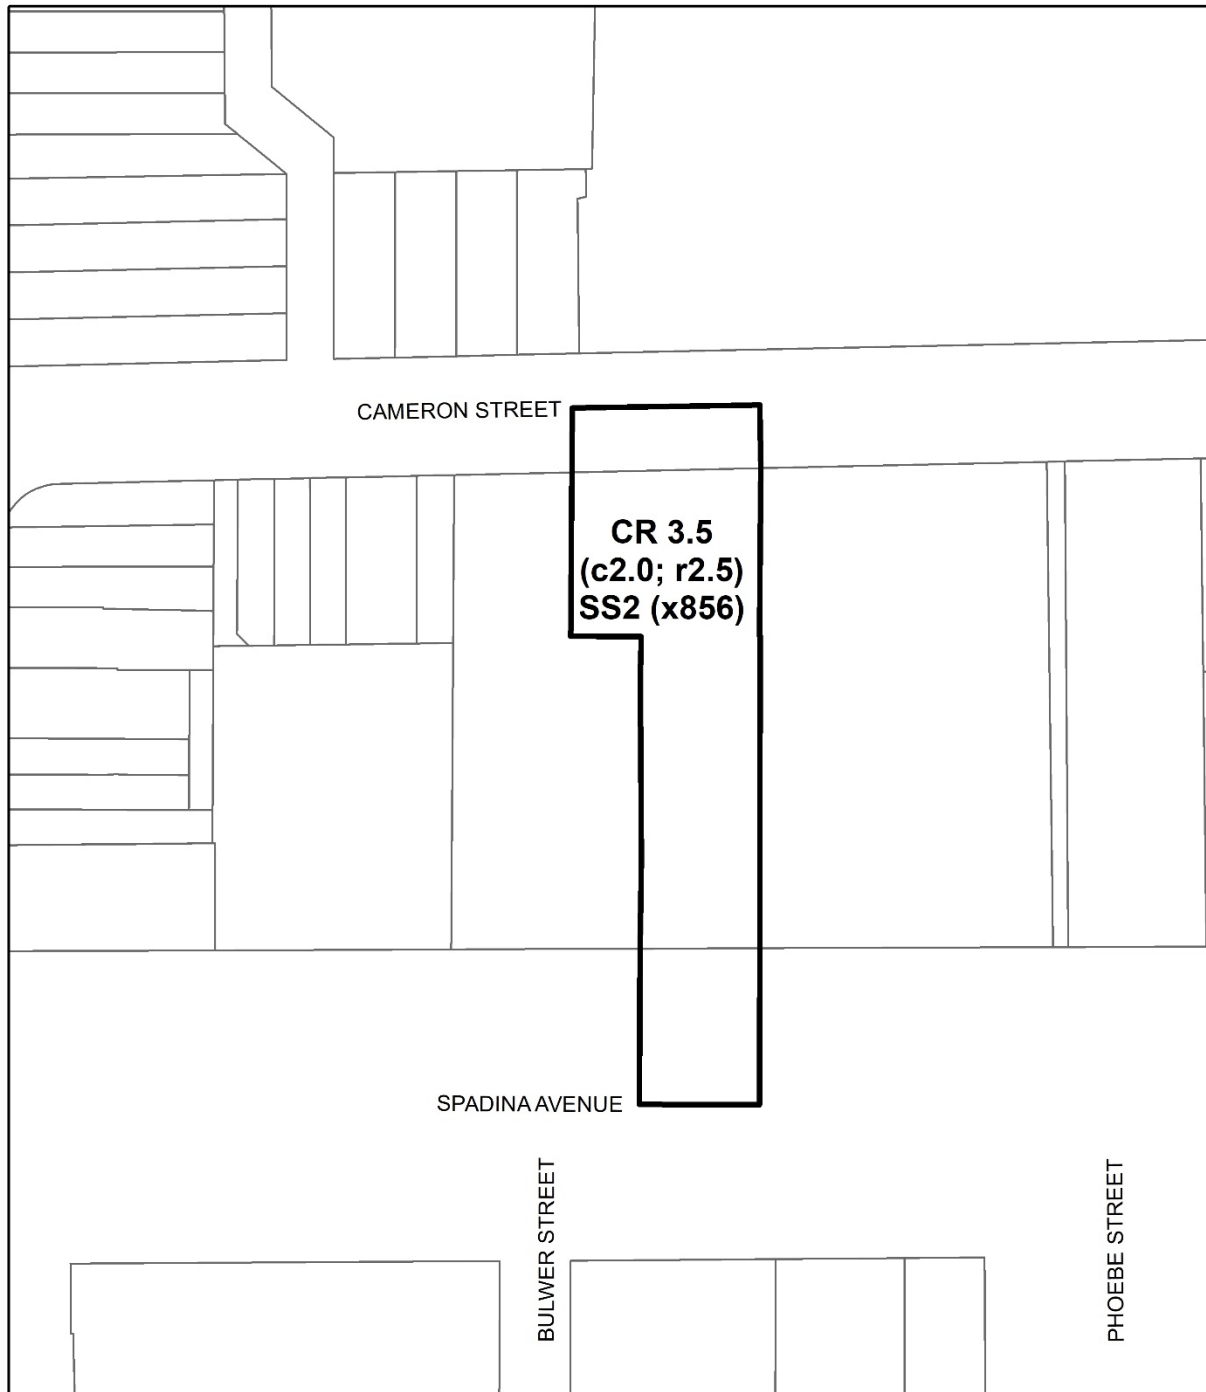 CAMERON STREET
CR 3.5
(c2.0; r2.5)
SS2 (x856)
SPADINA AVENUE
BULWER STREET
PHOEBE STREET